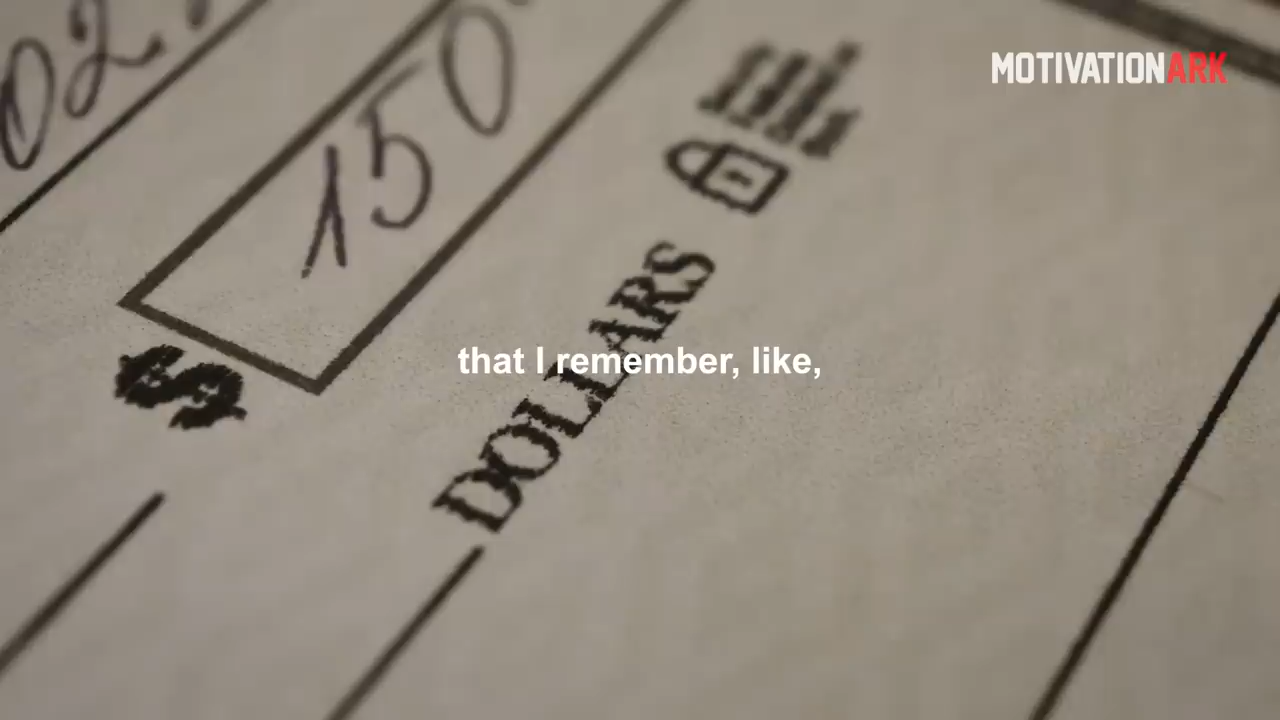 MOTIVATIONARK
150
$
DOLLARS
that I remember, like,